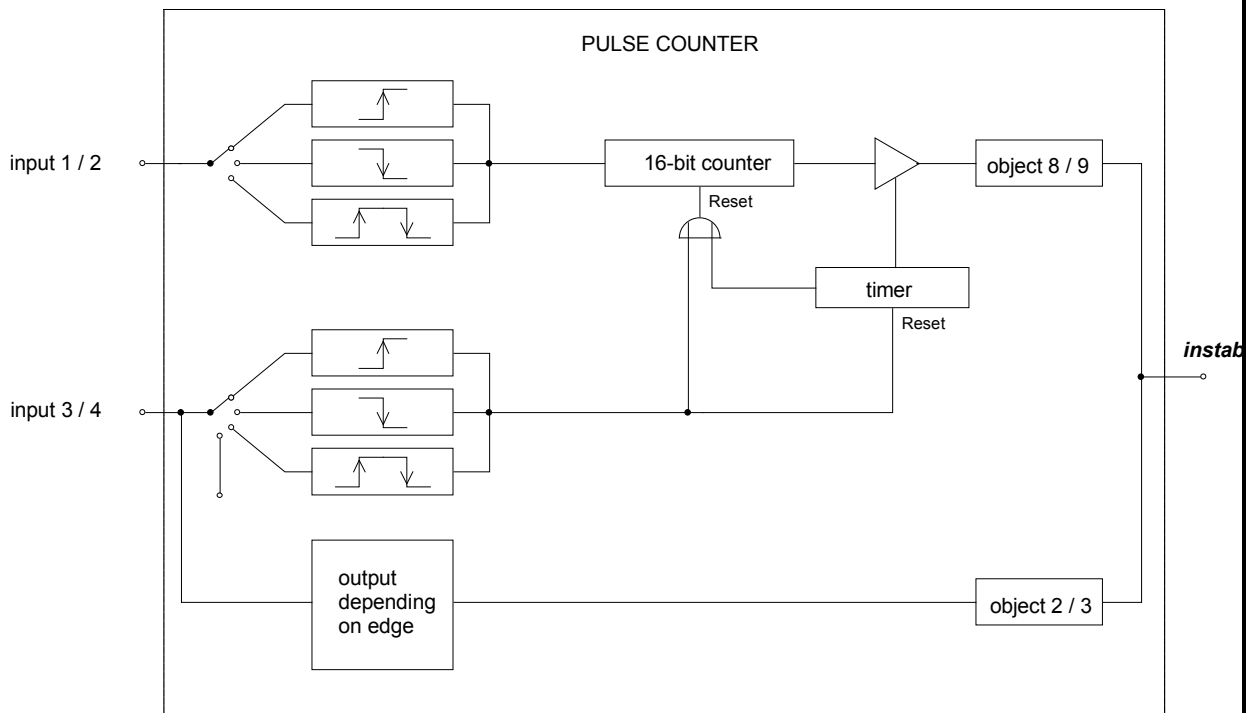 PULSE COUNTER
input 1 / 2
16-bit counter
object 8 / 9
Reset
timer
Reset
instab
input 3 / 4
output
depending
on edge
object 2 / 3